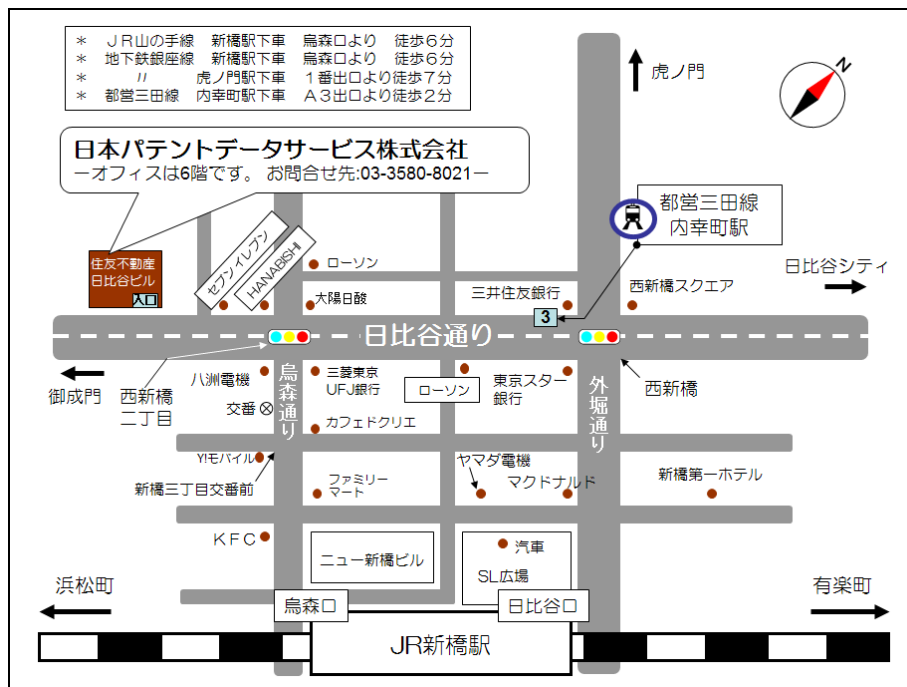 ＊　ＪＲ山の手線　新橋駅下車　烏森口より　徒歩６分
＊　地下鉄銀座線　新橋駅下車　烏森口より　徒歩６分
＊　　　〃　　　虎ノ門駅下車　１番出口より徒歩７分
＊　都営三田線　内幸町駅下車　Ａ３出口より徒歩２分
虎ノ門
N
日本パテントデータサービス株式会社
－オフィスは6階です。 お問合せ先:03-3580-8021－
都営三田線
内幸町駅
住友不動産
日比谷ビル
入口
セブンイレブン
HANABISHI
ローソン
大陽日酸
三井住友銀行
3
西新橋スクエア
日比谷シティ
日比谷通り
御成門
西新橋
二丁目
八洲電機
交番
烏森通り
三菱東京
UFJ銀行
カフェドクリエ
ローソン
東京スター
銀行
外堀通り
西新橋
Y!モバイル
新橋三丁目交番前
ファミリー
マート
ヤマダ電機
マクドナルド
新橋第一ホテル
ＫＦＣ
ニュー新橋ビル
汽車
SL広場
浜松町
烏森口
日比谷口
有楽町
JR新橋駅